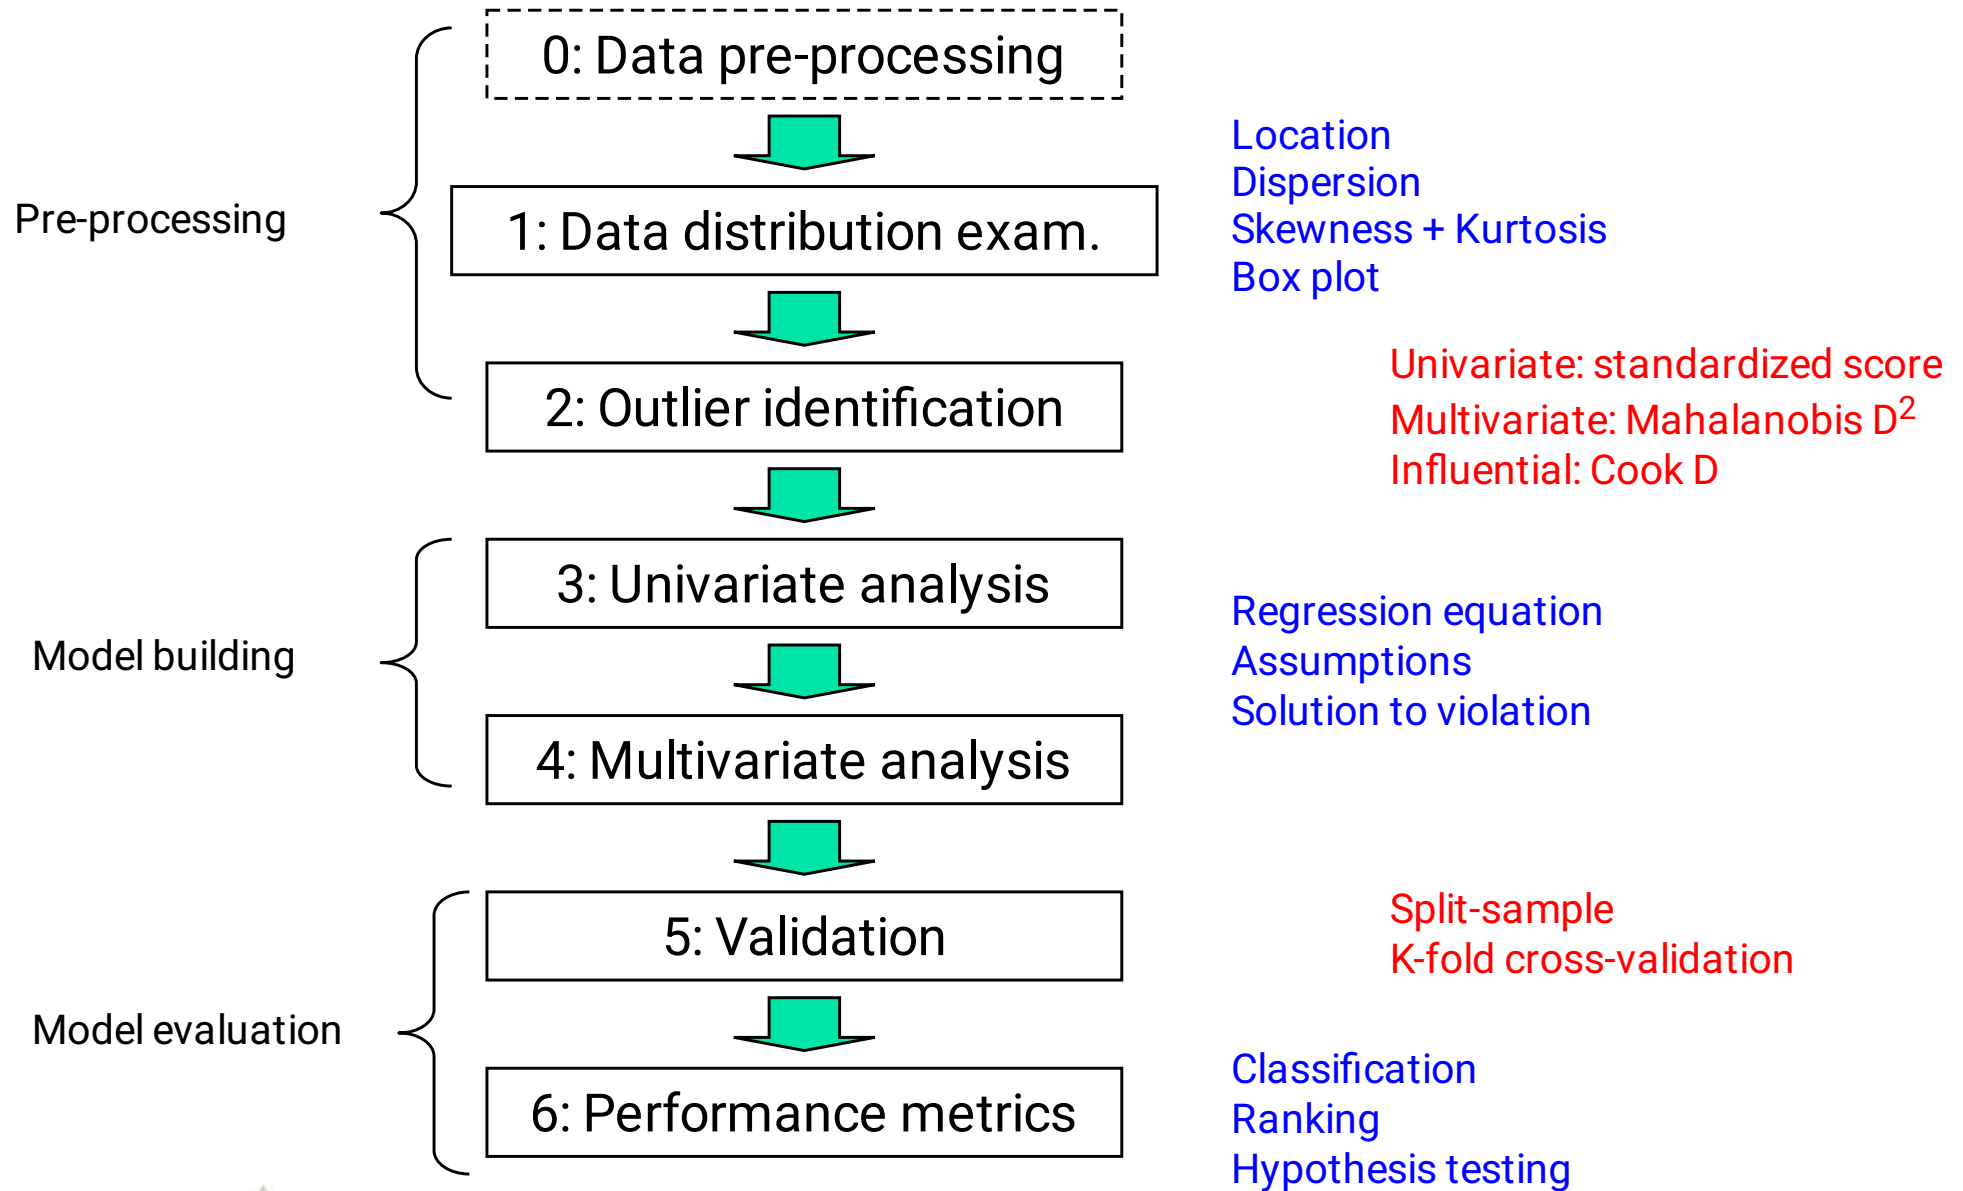 0: Data pre-processing
Location
Dispersion
Pre-processing
1: Data distribution exam.
Skewness + Kurtosis
Box plot
Univariate: standardized score
2: Outlier identification
Multivariate: Mahalanobis D²
Influential: Cook D
3: Univariate analysis
Regression equation
Model building
Assumptions
Solution to violation
4: Multivariate analysis
Split-sample
5: Validation
K-fold cross-validation
Model evaluation
Classification
6: Performance metrics
Ranking
Hypothesis testing